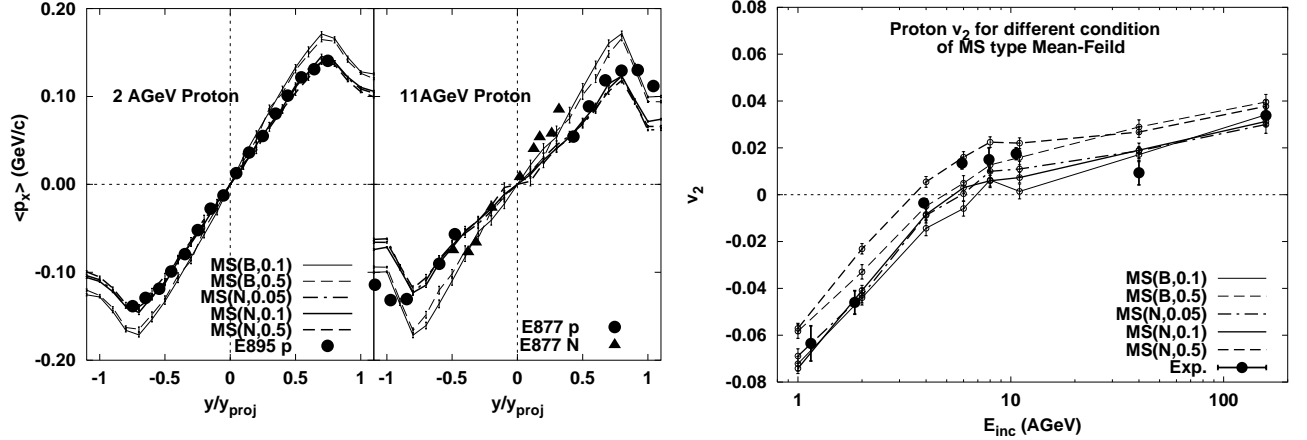 <p_x> (GeV/c)
0.20
0.10
0.00
-0.10
-0.20
2 AGeV Proton
MS(B,0.1)
MS(B,0.5)
MS(N,0.05)
MS(N,0.1)
MS(N,0.5)
E895 p
-1 -0.5 0 0.5 1
y/y_proj
11AGeV Proton
E877 p
E877 N
-1 -0.5 0 0.5 1
y/y_proj
v_2
0.08
0.06
0.04
0.02
0
-0.02
-0.04
-0.06
-0.08
Proton v_2 for different condition
of MS type Mean-Feild
MS(B,0.1)
MS(B,0.5)
MS(N,0.05)
MS(N,0.1)
MS(N,0.5)
Exp.
1 10 100
E_inc (AGeV)